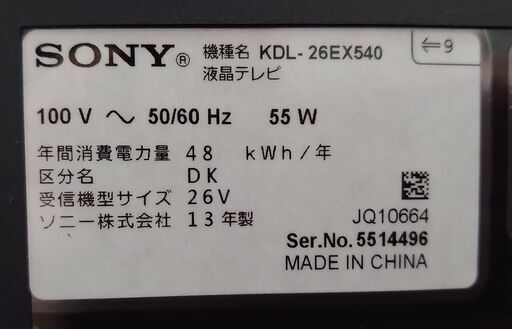 SONY® 機種名 KDL-26EX540 ⇐9
液晶テレビ
100 V ～ 50/60 Hz 55 W
年間消費電力量 48 kWh/年
区分名 DK
受信機型サイズ 26V
ソニー株式会社 13年製
JQ10664
Ser.No. 5514496
MADE IN CHINA